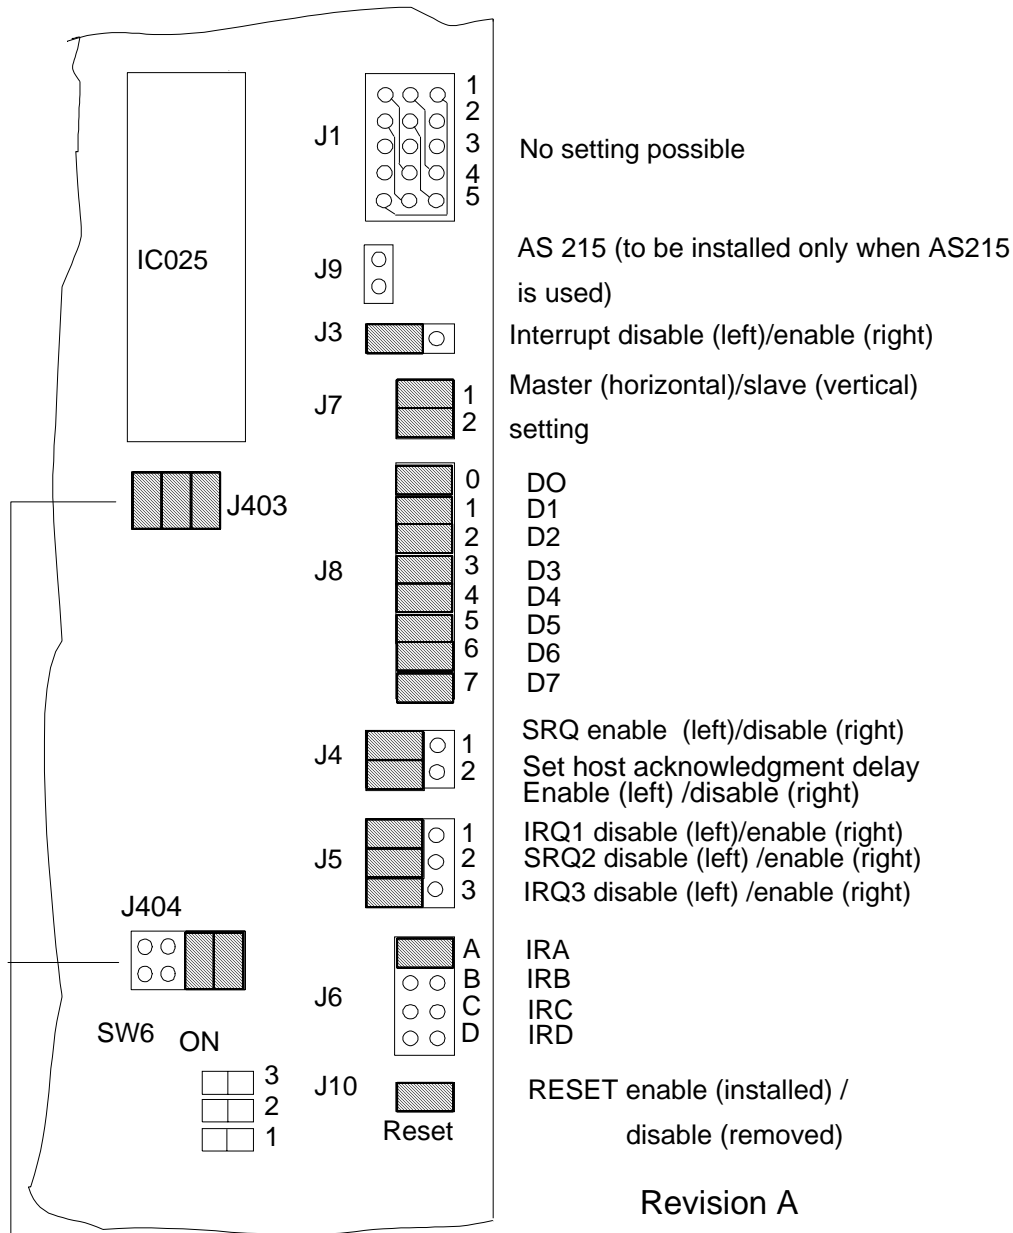 1
2
J1
3
No setting possible
4
5
IC025
J9
AS 215 (to be installed only when AS215
is used)
J3
Interrupt disable (left)/enable (right)
J7
1
2
Master (horizontal)/slave (vertical)
setting
J403
J8
0 DO
1 D1
2 D2
3 D3
4 D4
5 D5
6 D6
7 D7
J4
1 SRQ enable (left)/disable (right)
2 Set host acknowledgment delay
Enable (left) /disable (right)
J5
1 IRQ1 disable (left)/enable (right)
2 SRQ2 disable (left) /enable (right)
3 IRQ3 disable (left) /enable (right)
J404
J6
A IRA
B IRB
C IRC
D IRD
SW6 ON
3
2
1
J10
Reset
RESET enable (installed) /
disable (removed)
Revision A